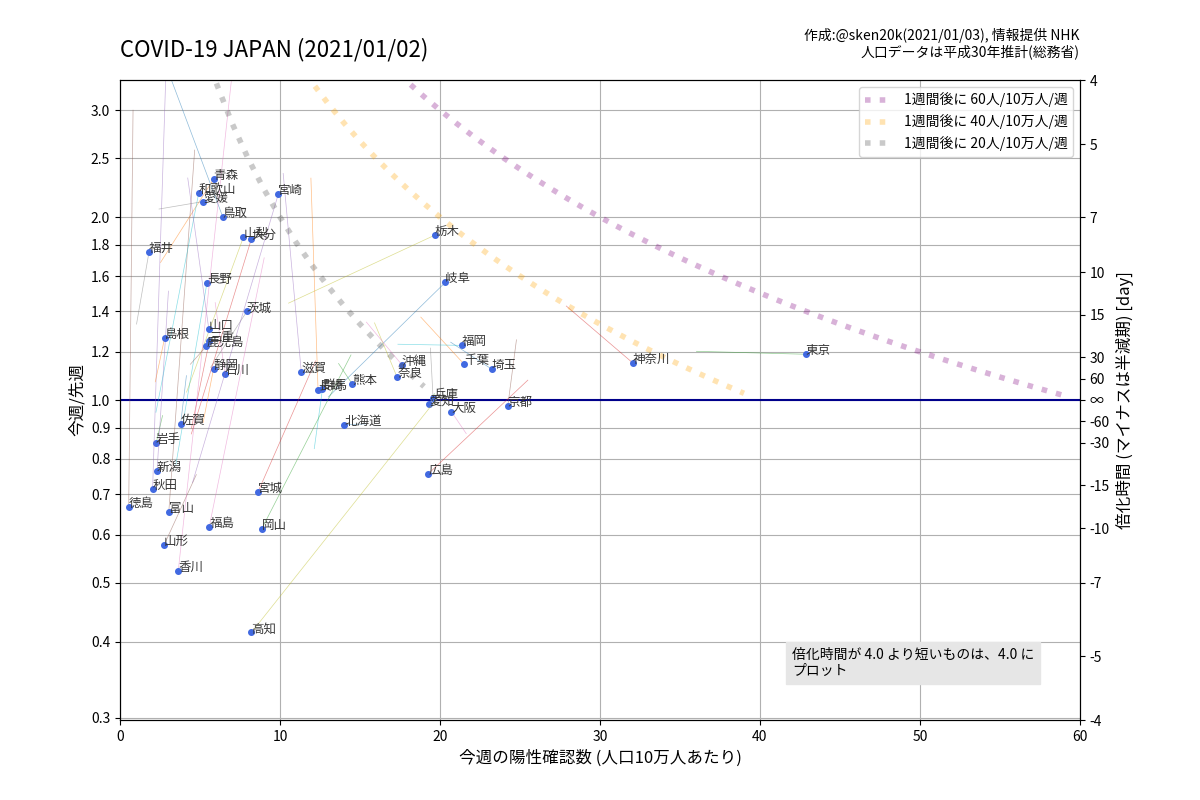 COVID-19 JAPAN (2021/01/02)
作成:@sken20k(2021/01/03), 情報提供 NHK
人口データは平成30年推計(総務省)
1週間後に 60人/10万人/週
1週間後に 40人/10万人/週
1週間後に 20人/10万人/週
今週/先週
3.0
2.5
2.0
1.8
1.6
1.4
1.2
1.0
0.9
0.8
0.7
0.6
0.5
0.4
0.3
青森
和歌山
愛媛
宮崎
鳥取
山梨
大分
栃木
福井
長野
岐阜
茨城
山口
島根
三重
鹿児島
福岡
東京
静岡
石川
滋賀
沖縄
千葉
埼玉
神奈川
奈良
熊本
群馬
兵庫
愛知
大阪
京都
佐賀
北海道
岩手
新潟
広島
秋田
宮城
徳島
富山
福島
岡山
山形
香川
高知
倍化時間が 4.0 より短いものは、4.0 に
プロット
4
5
7
10
15
30
60
∞
-60
-30
-15
-10
-7
-5
-4
倍化時間 (マイナスは半減期) [day]
0 10 20 30 40 50 60
今週の陽性確認数 (人口10万人あたり)